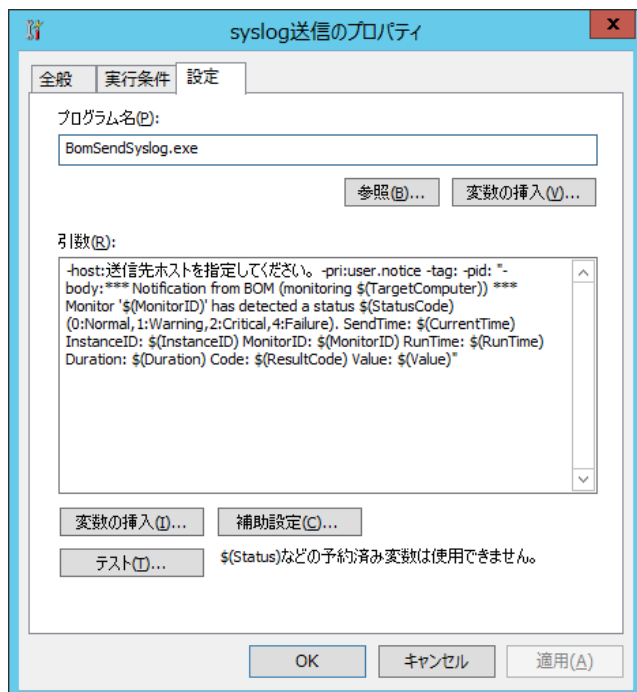 syslog送信のプロパティ
x
全般 実行条件 設定
プログラム名(P):
BomSendSyslog.exe
参照(B)... 変数の挿入(V)...
引数(R):
-host:送信先ホストを指定してください。 -pri:user.notice -tag: -pid: "-
body:*** Notification from BOM (monitoring $(TargetComputer)) ***
Monitor '$(MonitorID)' has detected a status $(StatusCode)
(0:Normal,1:Warning,2:Critical,4:Failure). SendTime: $(CurrentTime)
InstanceID: $(InstanceID) MonitorID: $(MonitorID) RunTime: $(RunTime)
Duration: $(Duration) Code: $(ResultCode) Value: $(Value)"
変数の挿入(I)... 補助設定(C)...
テスト(T)... $(Status)などの予約済み変数は使用できません。
OK キャンセル 適用(A)